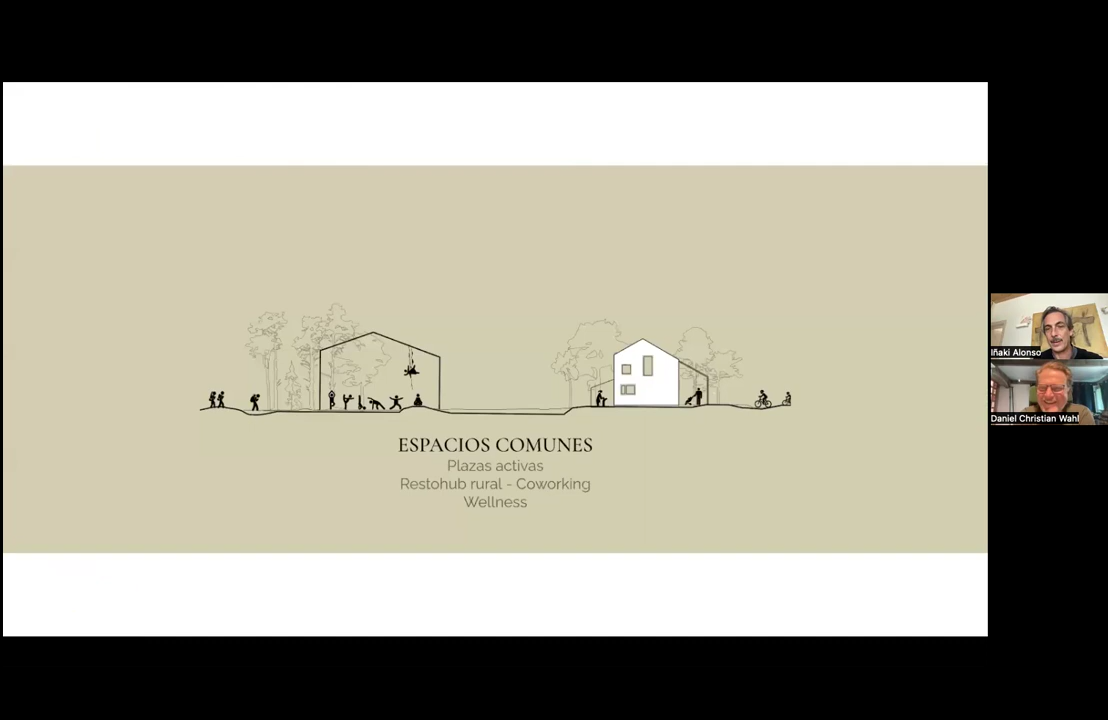 ESPACIOS COMUNES
Plazas activas
Restohub rural - Coworking
Wellness
Iñaki Alonso
Daniel Christian Wahl